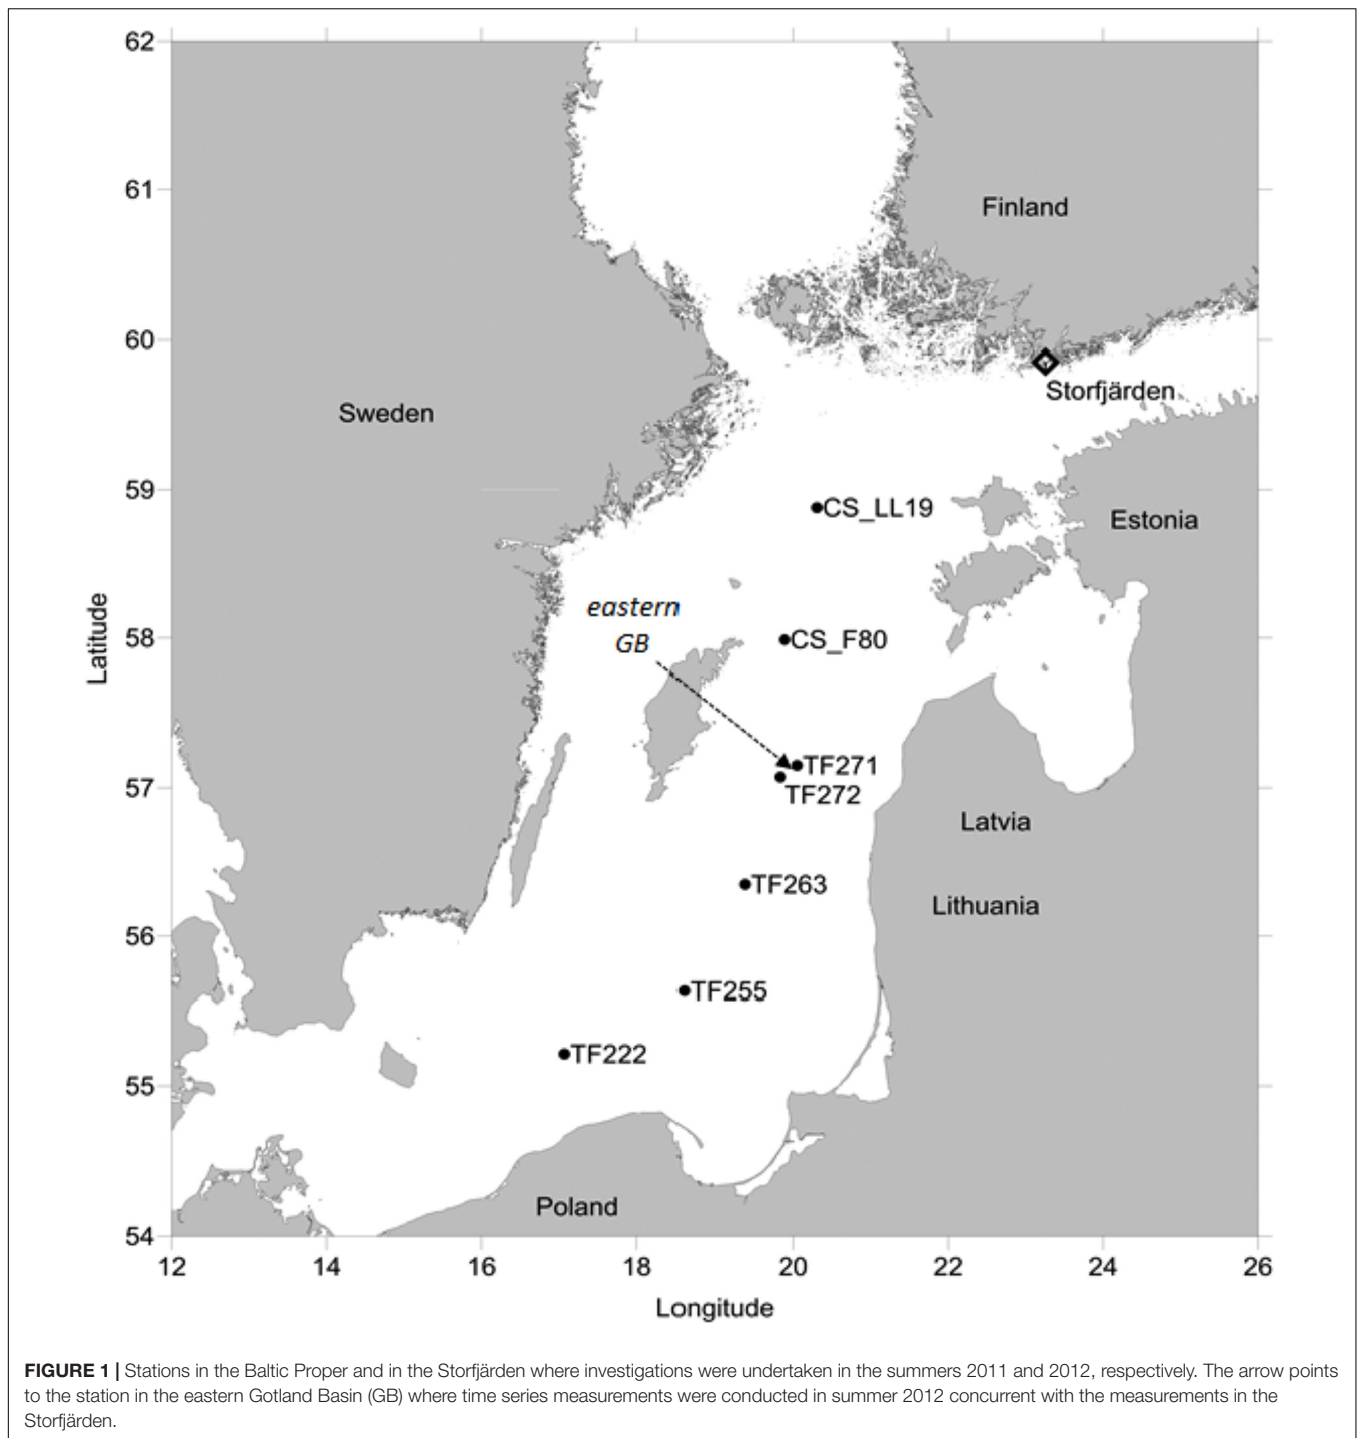 62
61
Finland
60
Storfjärden
Sweden
59
CS_LL19
Estonia
eastern
GB
58
CS_F80
Latitude
TF271
57
TF272
Latvia
TF263
Lithuania
56
TF255
TF222
55
Poland
54
12 14 16 18 20 22 24 26
Longitude
FIGURE 1 | Stations in the Baltic Proper and in the Storfjärden where investigations were undertaken in the summers 2011 and 2012, respectively. The arrow points
to the station in the eastern Gotland Basin (GB) where time series measurements were conducted in summer 2012 concurrent with the measurements in the
Storfjärden.